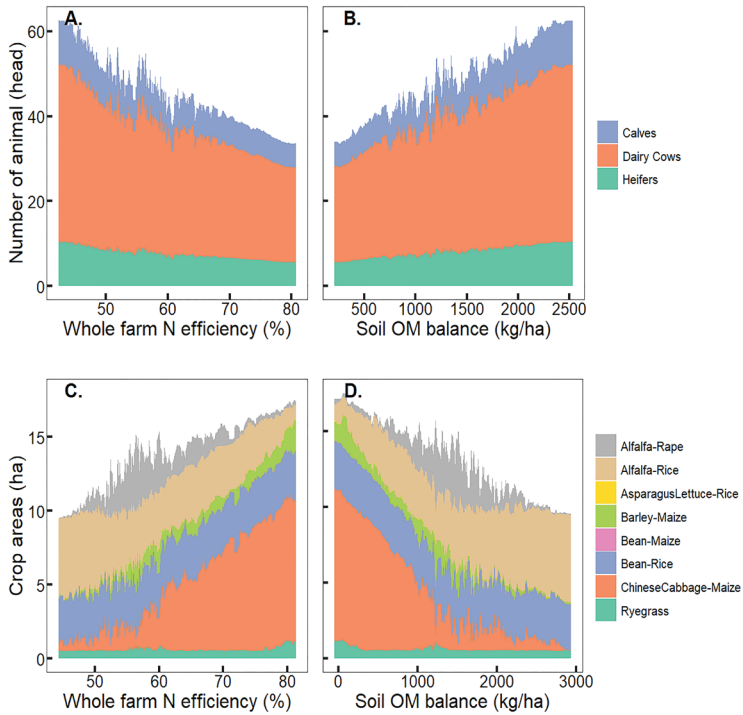 A.
B.
60
40
20
0
Number of animal (head)
50 60 70 80
500 1000 1500 2000 2500
Whole farm N efficiency (%)
Soil OM balance (kg/ha)
Calves
Dairy Cows
Heifers
C.
D.
15
10
5
0
Crop areas (ha)
50 60 70 80
0 1000 2000 3000
Whole farm N efficiency (%)
Soil OM balance (kg/ha)
Alfalfa-Rape
Alfalfa-Rice
AsparagusLettuce-Rice
Barley-Maize
Bean-Maize
Bean-Rice
ChineseCabbage-Maize
Ryegrass